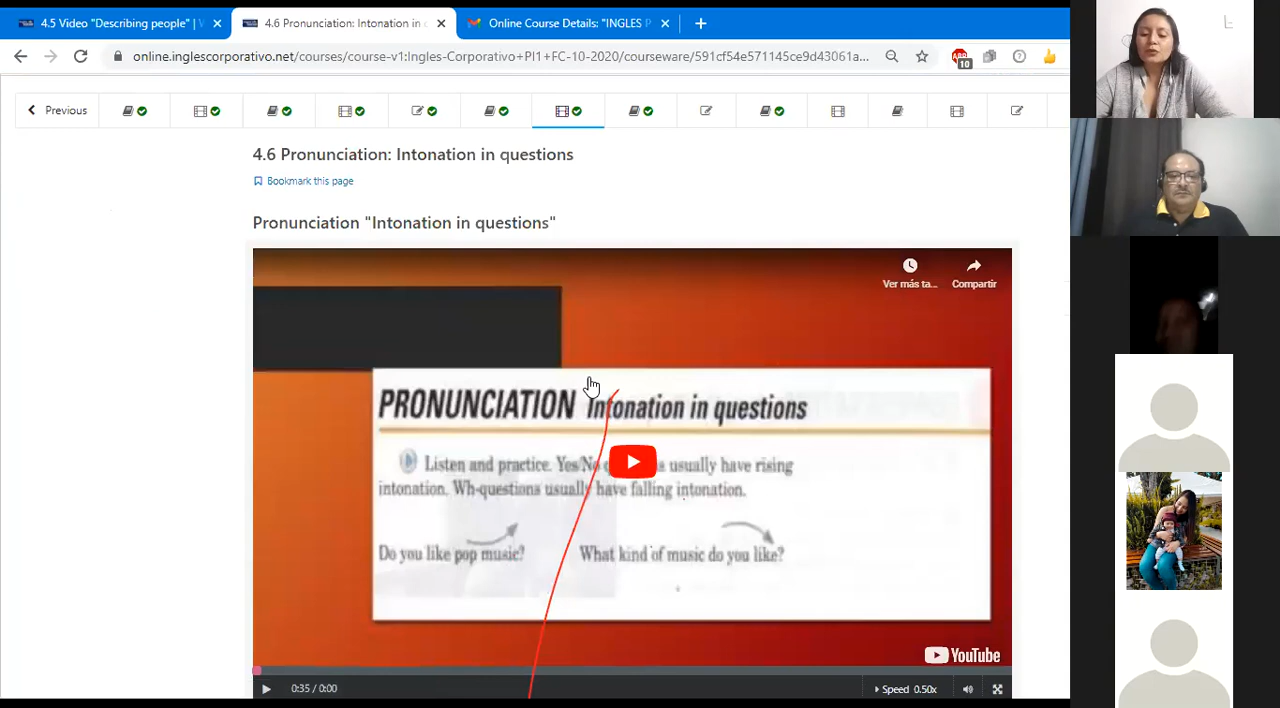 4.5 Video "Describing people" |
4.6 Pronunciation: Intonation in
Online Course Details: "INGLES P
online.inglescorporativo.net/courses/course-v1:Ingles-Corporativo+PI1+FC-10-2020/courseware/591cf54e571145ce9d43061a...
10
Previous
4.6 Pronunciation: Intonation in questions
Bookmark this page
Pronunciation "Intonation in questions"
Ver más ta...
Compartir
PRONUNCIATION Intonation in questions
Listen and practice. Yes/No usually have rising
intonation. Wh-questions usually have falling intonation.
Do you like pop music?
What kind of music do you like?
YouTube
0:35 / 0:00
Speed 0.50x